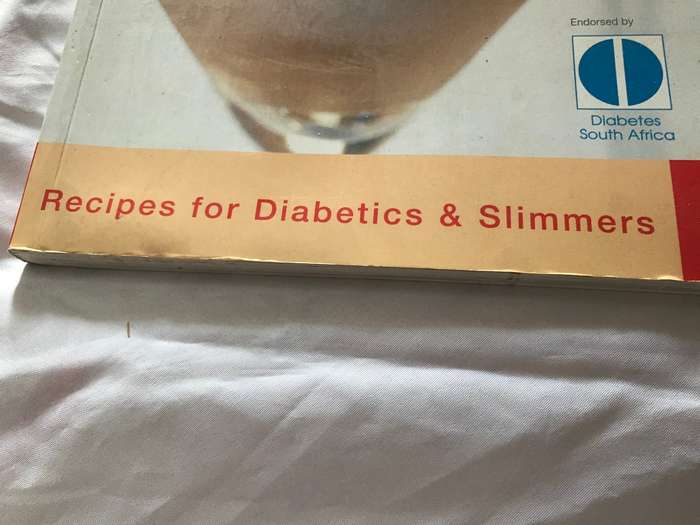 Endorsed by
Diabetes
South Africa
Recipes for Diabetics & Slimmers